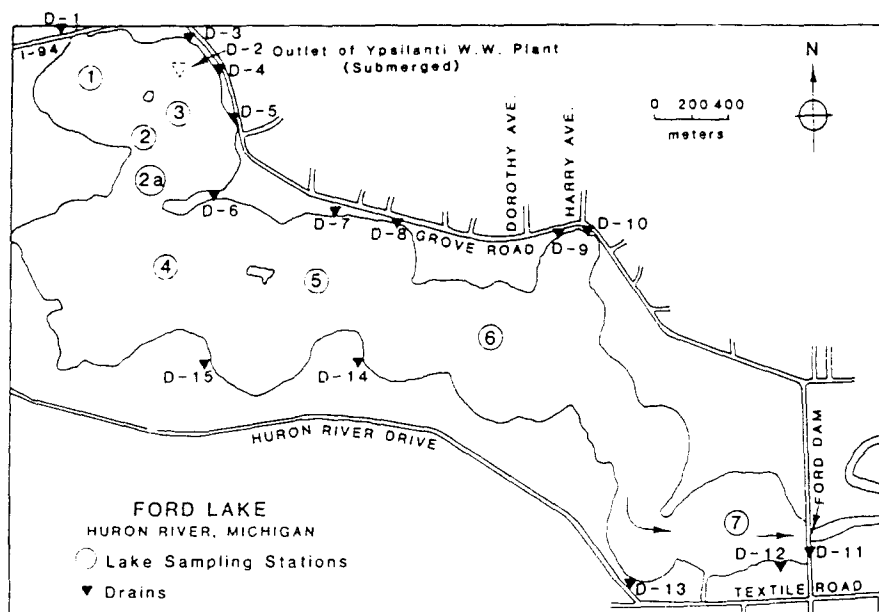 D-1
D-3
D-2 Outlet of Ypsilanti W.W. Plant
(Submerged)
D-4
I-94
N
1
3
D-5
0 200 400
meters
2
2a
DOROTHY AVE.
HARRY AVE.
D-6
D-7
D-8
GROVE ROAD
D-9
D-10
4
5
6
D-15
D-14
HURON RIVER DRIVE
FORD DAM
7
FORD LAKE
HURON RIVER, MICHIGAN
Lake Sampling Stations
Drains
D-12
D-11
D-13
TEXTILE ROAD